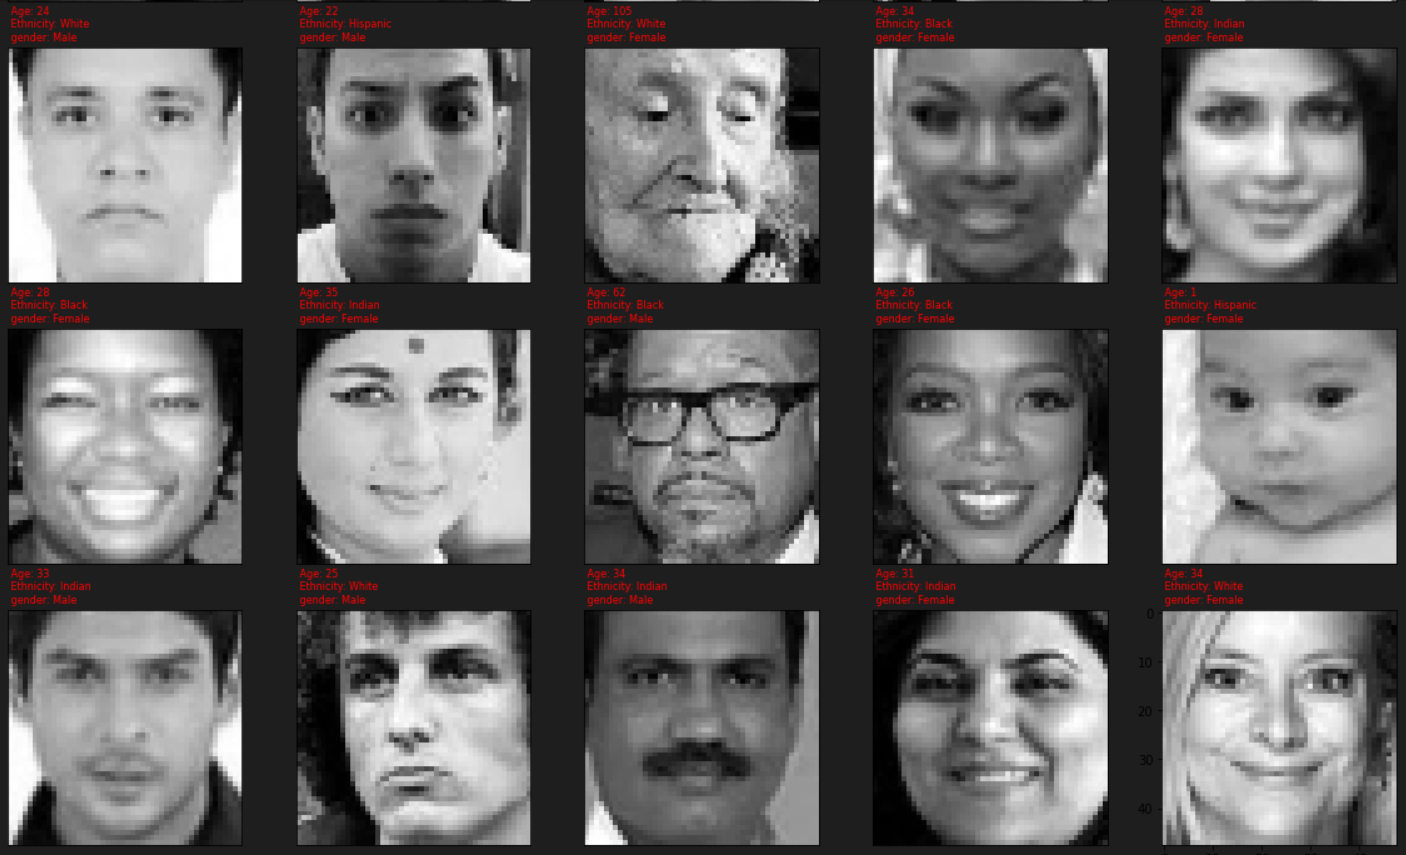 Age: 24
Ethnicity: White
gender: Male
Age: 22
Ethnicity: Hispanic
gender: Male
Age: 105
Ethnicity: White
gender: Female
Age: 34
Ethnicity: Black
gender: Female
Age: 28
Ethnicity: Indian
gender: Female
Age: 28
Ethnicity: Black
gender: Female
Age: 35
Ethnicity: Indian
gender: Female
Age: 62
Ethnicity: Black
gender: Male
Age: 26
Ethnicity: Black
gender: Female
Age: 1
Ethnicity: Hispanic
gender: Female
Age: 33
Ethnicity: Indian
gender: Male
Age: 25
Ethnicity: White
gender: Male
Age: 34
Ethnicity: Indian
gender: Male
Age: 31
Ethnicity: Indian
gender: Female
Age: 34
Ethnicity: White
gender: Female
0
10
20
30
40